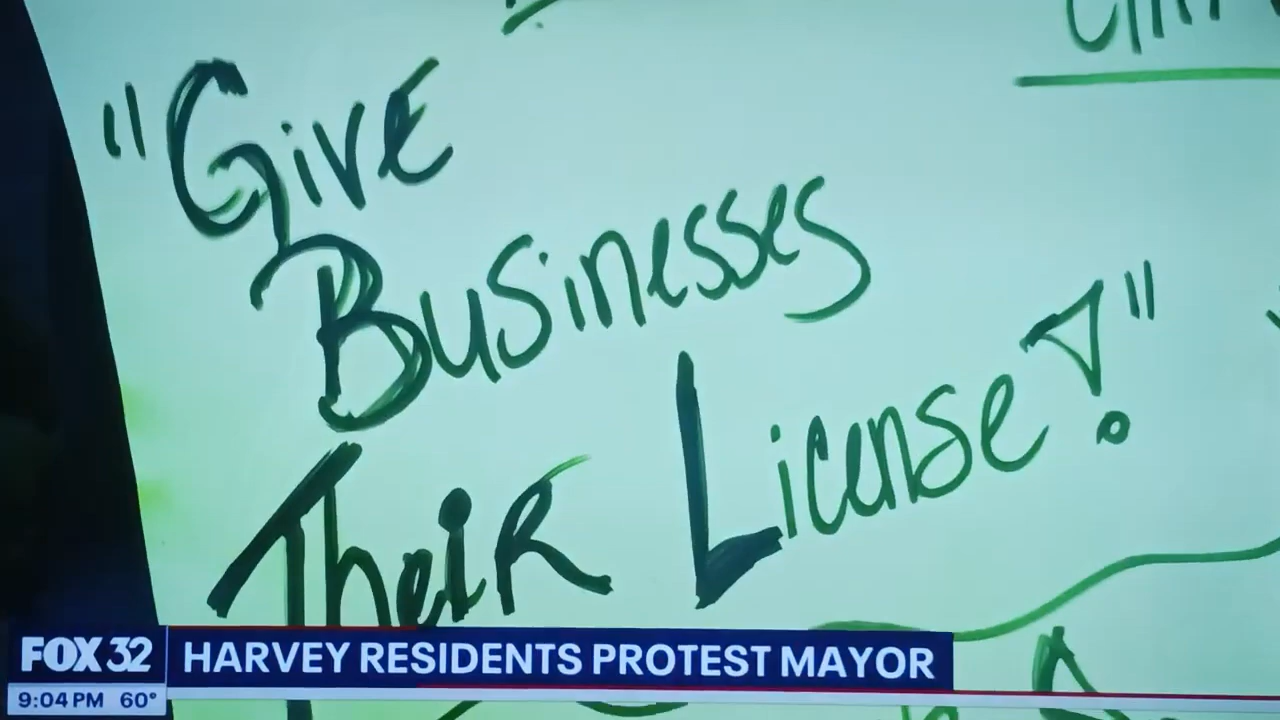 "Give
Businesses
Their License!"
FOX 32
HARVEY RESIDENTS PROTEST MAYOR
9:04 PM 60°